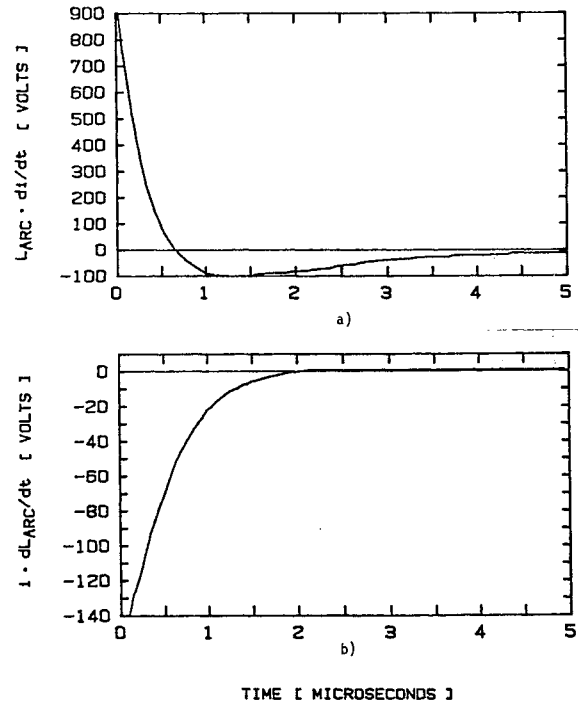 900
800
700
600
500
400
300
200
100
0
-100
L_ARC · di/dt [ VOLTS ]
0 1 2 3 4 5
a)
0
-20
-40
-60
-80
-100
-120
-140
i · dL_ARC/dt [ VOLTS ]
0 1 2 3 4 5
b)
TIME [ MICROSECONDS ]